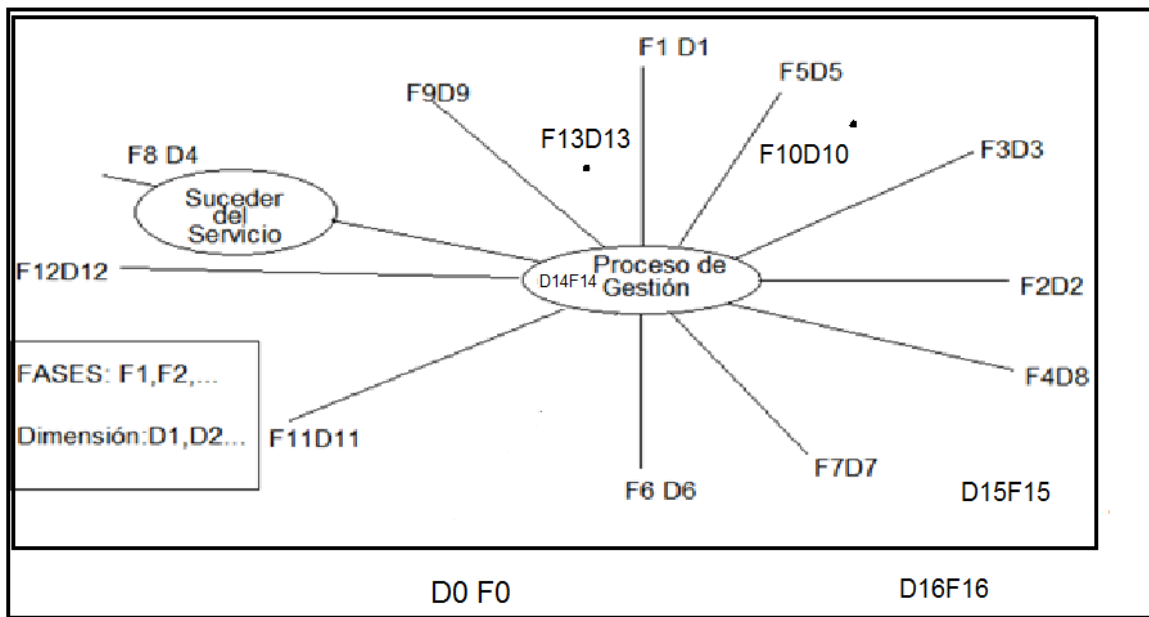 F1 D1
F5D5
F9D9
F13D13
F10D10
F3D3
F8 D4
Suceder
del
Servicio
F12D12
D14F14
Proceso de
Gestión
F2D2
FASES: F1,F2,...
F4D8
Dimensión:D1,D2...
F11D11
F7D7
F6 D6
D15F15
D0 F0
D16F16